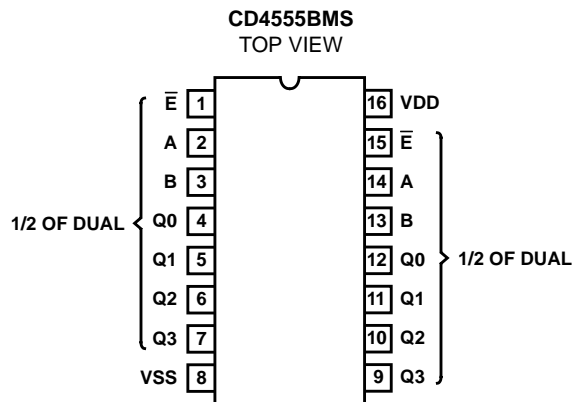 CD4555BMS
TOP VIEW
E̅ 1 16 VDD
A 2 15 E̅
B 3 14 A
1/2 OF DUAL Q0 4 13 B
Q1 5 12 Q0 1/2 OF DUAL
Q2 6 11 Q1
Q3 7 10 Q2
VSS 8 9 Q3